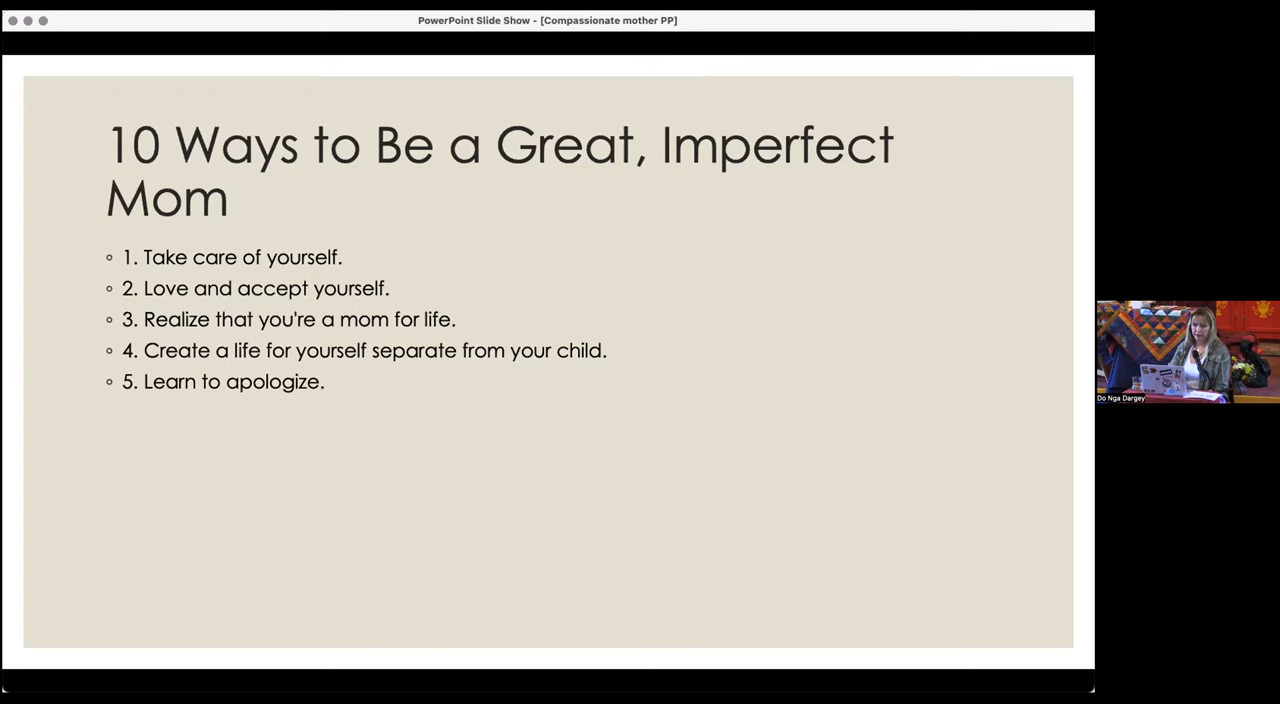 PowerPoint Slide Show - [Compassionate mother PP]
10 Ways to Be a Great, Imperfect
Mom
◦ 1. Take care of yourself.
◦ 2. Love and accept yourself.
◦ 3. Realize that you're a mom for life.
◦ 4. Create a life for yourself separate from your child.
◦ 5. Learn to apologize.
Do Nga Dargey